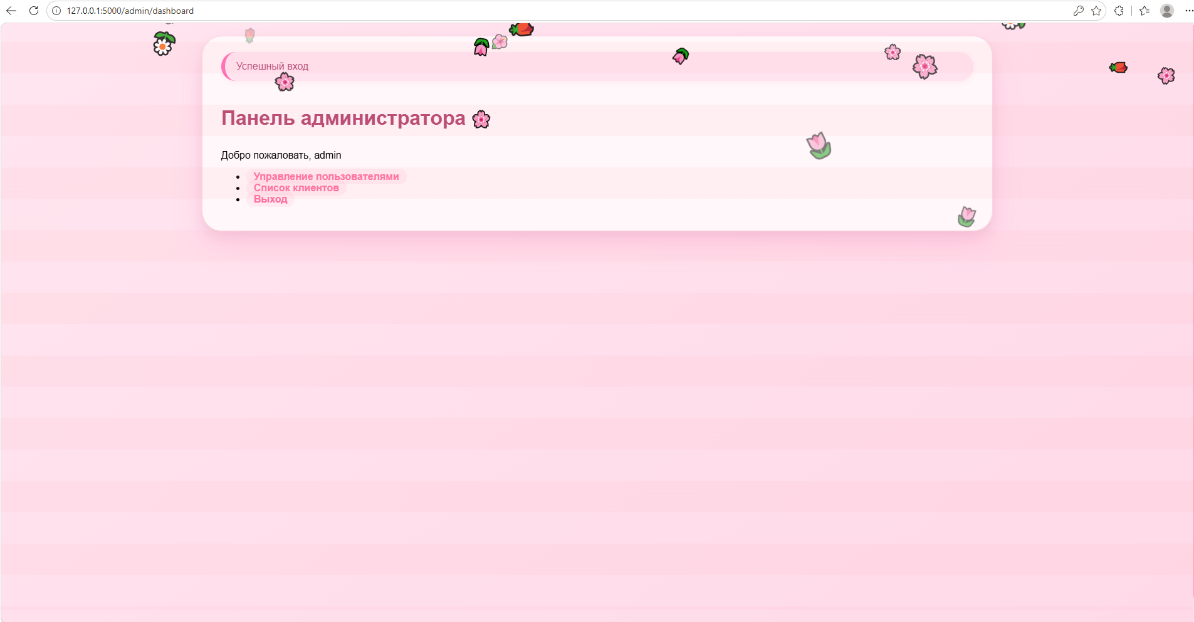 127.0.0.1:5000/admin/dashboard
Успешный вход
Панель администратора
Добро пожаловать, admin
Управление пользователями
Список клиентов
Выход